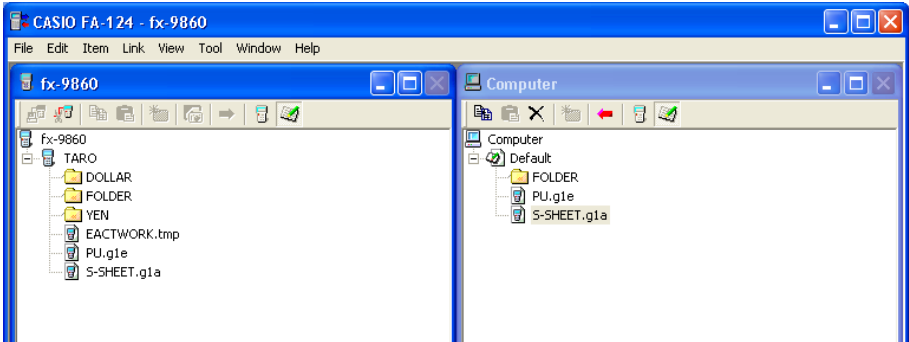 CASIO FA-124 - fx-9860
File Edit Item Link View Tool Window Help
fx-9860
fx-9860
TARO
DOLLAR
FOLDER
YEN
EACTWORK.tmp
PU.g1e
S-SHEET.g1a
Computer
Computer
Default
FOLDER
PU.g1e
S-SHEET.g1a